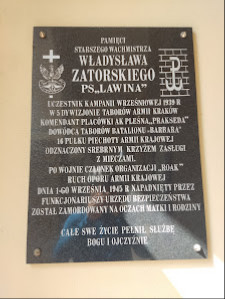 PAMIĘCI
STARSZEGO WACHMISTRZA
WŁADYSŁAWA
ZATORSKIEGO
PS. „LAWINA"
UCZESTNIK KAMPANII WRZEŚNIOWEJ 1939 R
W 5 DYWIZJONIE TABORÓW ARMII KRAKÓW
KOMENDANT PLACÓWKI AK PLEŚNA, „PRAKSEDA"
DOWÓDCA TABORÓW BATALIONU „BARBARA"
16 PUŁKU PIECHOTY ARMII KRAJOWEJ
ODZNACZONY SREBRNYM KRZYŻEM ZASŁUGI
Z MIECZAMI.
PO WOJNIE CZŁONEK ORGANIZACJI „ROAK"
RUCH OPORU ARMII KRAJOWEJ
DNIA 1-GO WRZEŚNIA 1945 R NAPADNIĘTY PRZEZ
FUNKCJONARIUSZY URZĘDU BEZPIECZEŃSTWA
ZOSTAŁ ZAMORDOWANY NA OCZACH MATKI I RODZINY
CAŁE SWE ŻYCIE PEŁNIŁ SŁUŻBĘ
BOGU I OJCZYŹNIE.